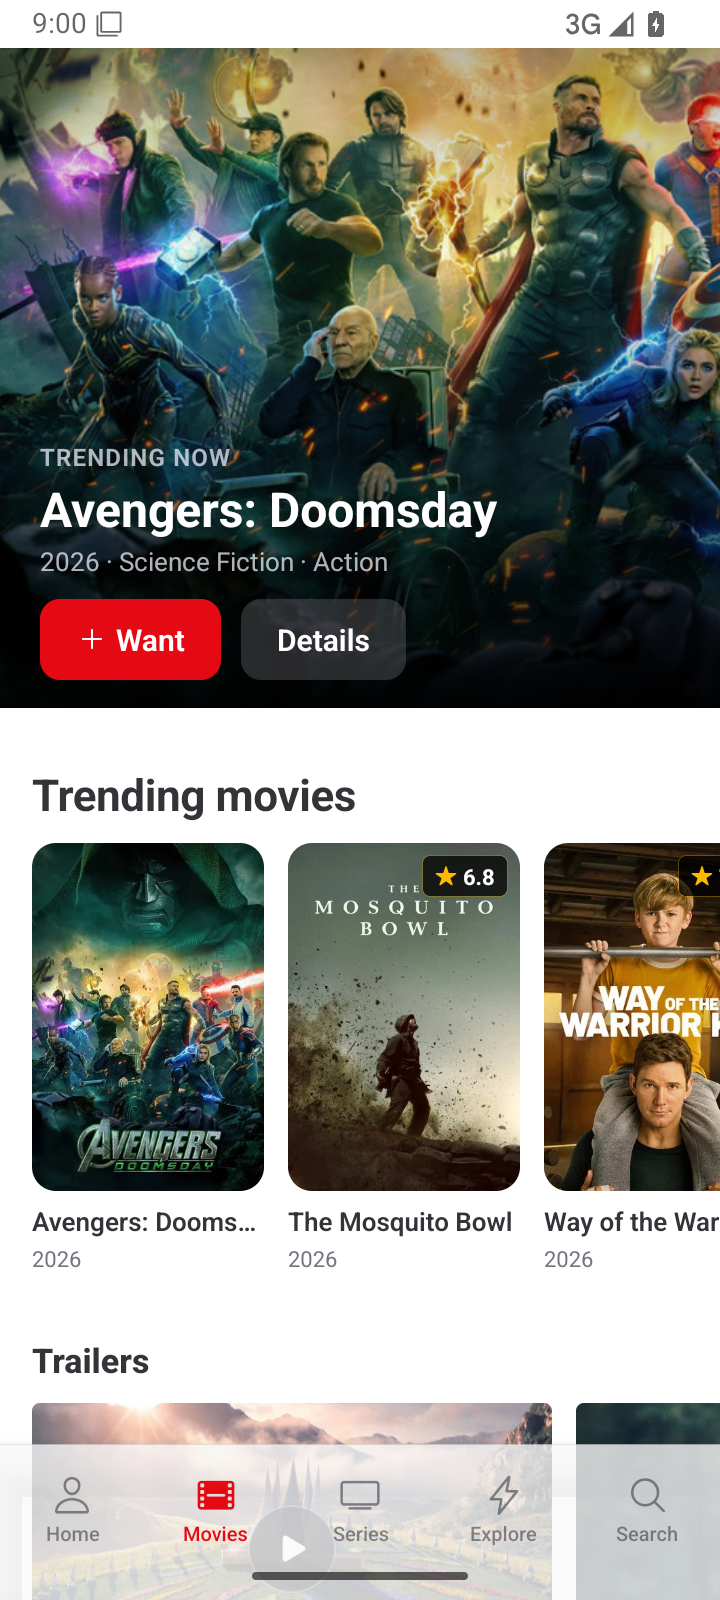 9:00
3G
TRENDING NOW
Avengers: Doomsday
2026 · Science Fiction · Action
+ Want
Details
Trending movies
AVENGERS
DOOMSDAY
6.8
THE
MOSQUITO
BOWL
WAY OF THE
WARRIOR
Avengers: Dooms...
The Mosquito Bowl
Way of the War
2026
2026
2026
Trailers
Home
Movies
Series
Explore
Search